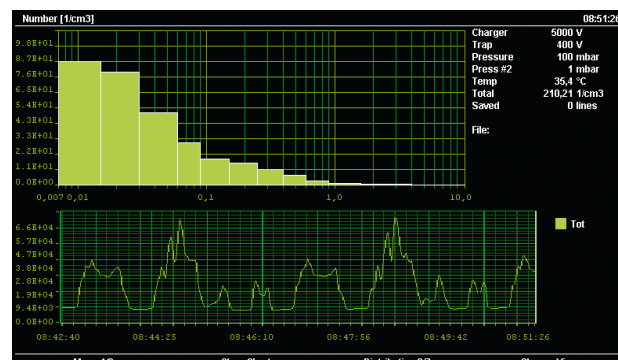 Number [1/cm3] 08:51:26
Charger 5000 V
Trap 400 V
Pressure 100 mbar
Press #2 1 mbar
Temp 35,4 °C
Total 210,21 1/cm3
Saved 0 lines
File:
9.8E+01
8.7E+01
7.6E+01
6.5E+01
5.4E+01
4.3E+01
3.3E+01
2.2E+01
1.1E+01
0.0E+00
0,007 0,01 0,1 1,0 10,0
Tot
6.6E+04
5.7E+04
4.7E+04
3.8E+04
2.8E+04
1.9E+04
9.4E+03
0.0E+00
08:42:40 08:44:25 08:46:10 08:47:56 08:49:42 08:51:26